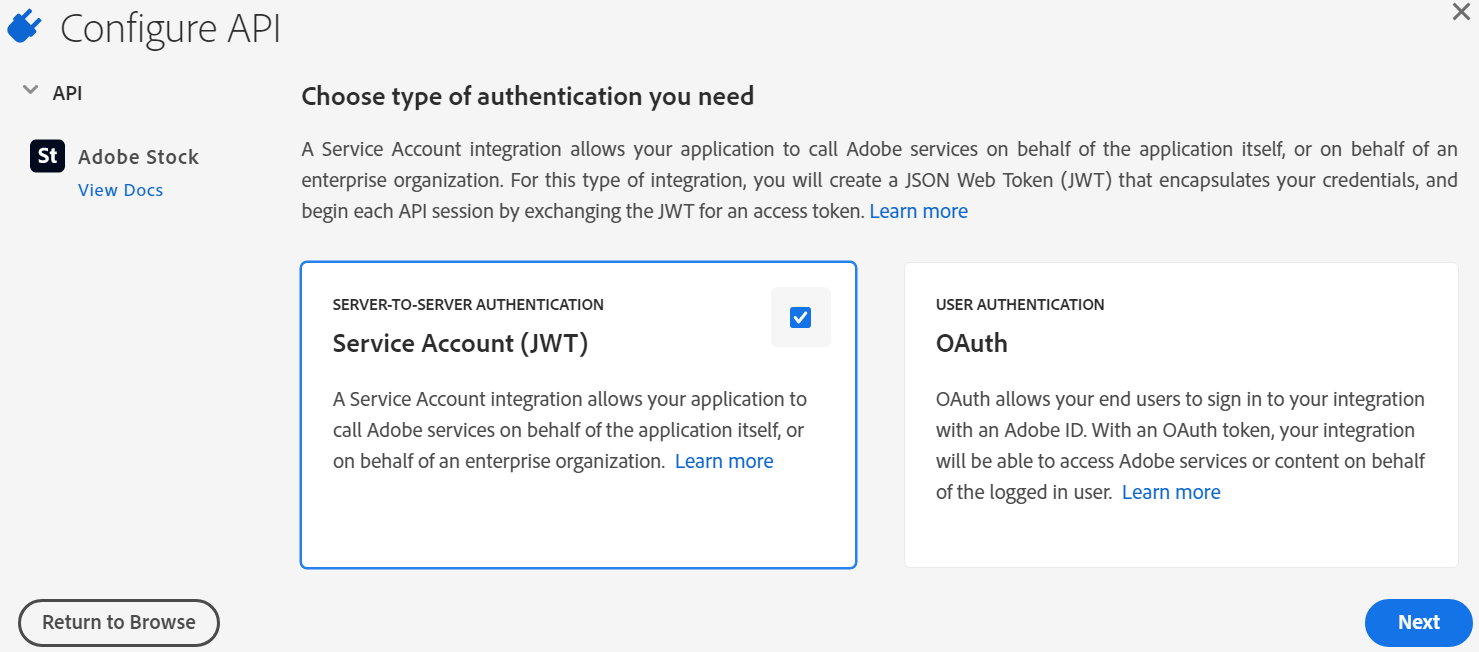 Configure API
API
St
Adobe Stock
View Docs
Choose type of authentication you need
A Service Account integration allows your application to call Adobe services on behalf of the application itself, or on behalf of an
enterprise organization. For this type of integration, you will create a JSON Web Token (JWT) that encapsulates your credentials, and
begin each API session by exchanging the JWT for an access token. Learn more
SERVER-TO-SERVER AUTHENTICATION
Service Account (JWT)
A Service Account integration allows your application to
call Adobe services on behalf of the application itself, or
on behalf of an enterprise organization. Learn more
USER AUTHENTICATION
OAuth
OAuth allows your end users to sign in to your integration
with an Adobe ID. With an OAuth token, your integration
will be able to access Adobe services or content on behalf
of the logged in user. Learn more
Return to Browse
Next